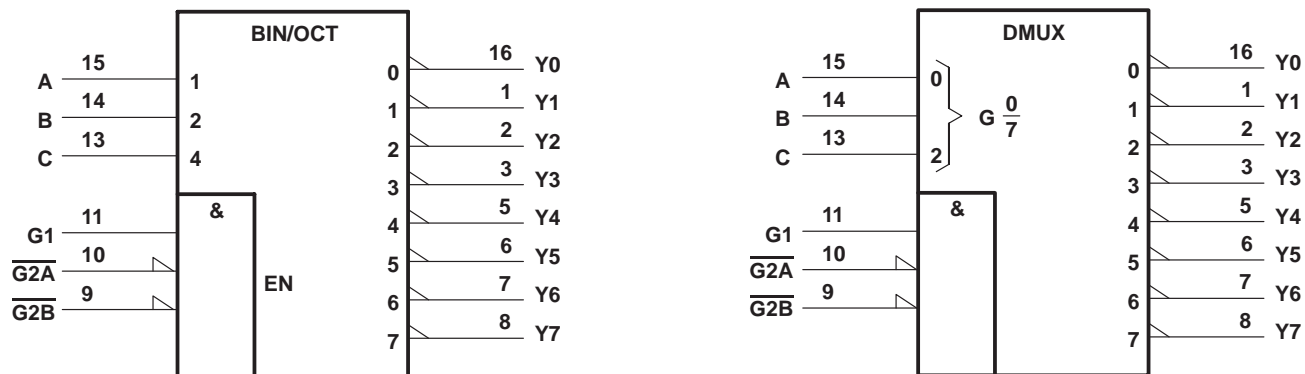 BIN/OCT
A 15 1 0 16 Y0
B 14 2 1 1 Y1
C 13 4 2 2 Y2
3 3 Y3
& 4 5 Y4
G1 11
G2A 10 5 6 Y5
EN
G2B 9 6 7 Y6
7 8 Y7
DMUX
A 15 0 0 16 Y0
B 14 G 0/7 1 1 Y1
C 13 2 2 2 Y2
3 3 Y3
& 4 5 Y4
G1 11
G2A 10 5 6 Y5
G2B 9 6 7 Y6
7 8 Y7